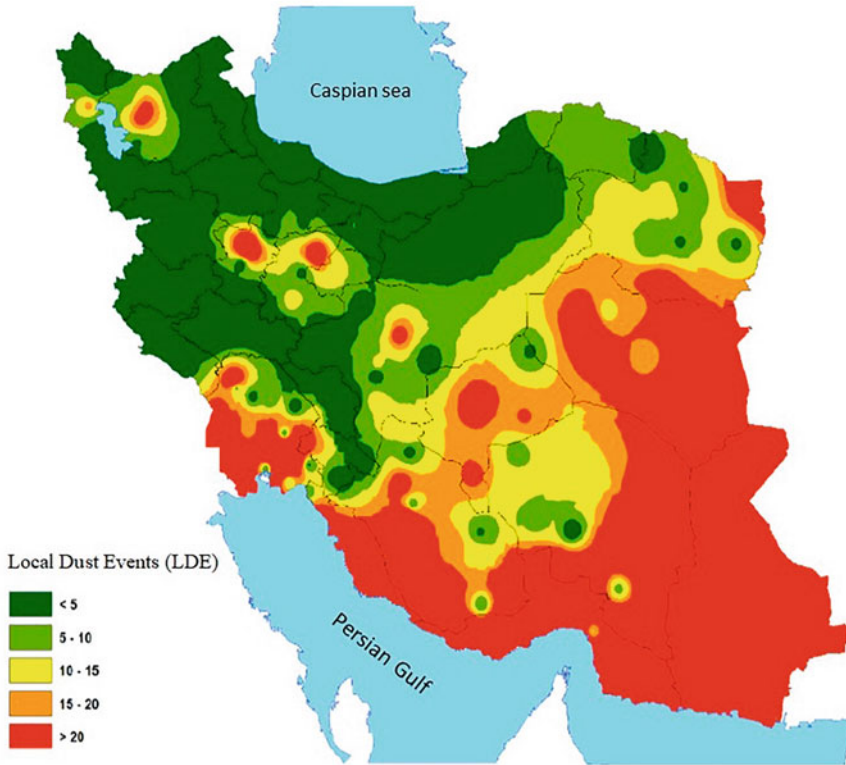 Caspian sea
Local Dust Events (LDE)
< 5
5 - 10
10 - 15
15 - 20
> 20
Persian Gulf